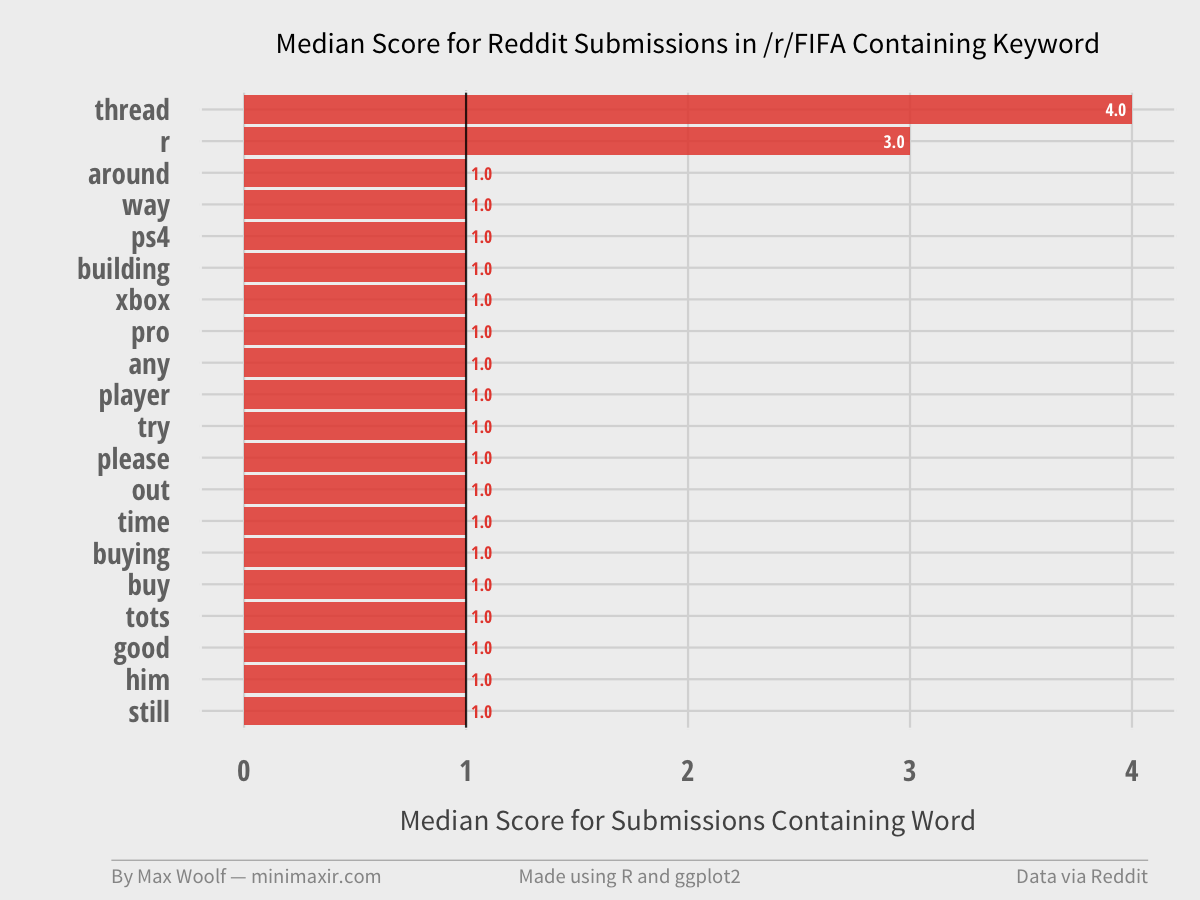 Median Score for Reddit Submissions in /r/FIFA Containing Keyword
thread 4.0
r 3.0
around 1.0
way 1.0
ps4 1.0
building 1.0
xbox 1.0
pro 1.0
any 1.0
player 1.0
try 1.0
please 1.0
out 1.0
time 1.0
buying 1.0
buy 1.0
tots 1.0
good 1.0
him 1.0
still 1.0
0 1 2 3 4
Median Score for Submissions Containing Word
By Max Woolf — minimaxir.com Made using R and ggplot2 Data via Reddit